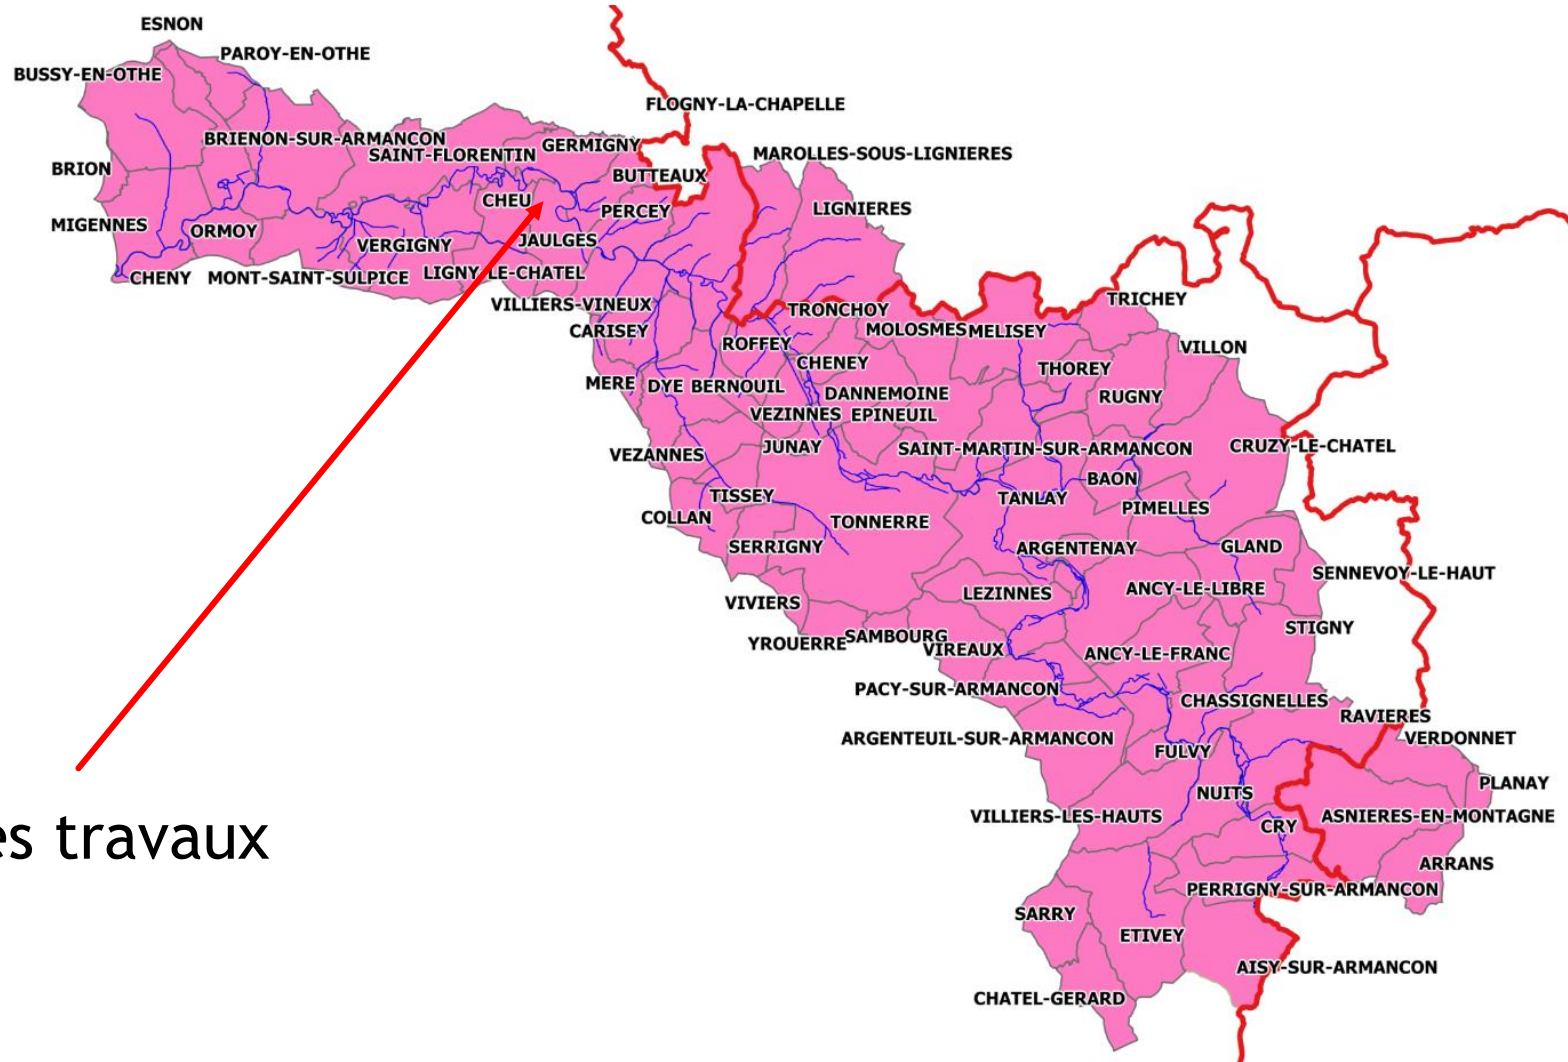 ESNON
PAROY-EN-OTHE
BUSSY-EN-OTHE
FLOGNY-LA-CHAPELLE
BRIENON-SUR-ARMANCON
GERMIGNY
SAINT-FLORENTIN
MAROLLES-SOUS-LIGNIERES
BRION
BUTTEAUX
CHEU
PERCEY
LIGNIERES
MIGENNES
ORMOY
VERGIGNY
JAULGES
CHENY
MONT-SAINT-SULPICE
LIGNY-LE-CHATEL
VILLIERS-VINEUX
TRONCHOY
TRICHEY
CARISEY
MOLOSMES
MELISEY
ROFFEY
VILLON
CHENEY
THOREY
MERE
DYE
BERNOUIL
DANNEMOINE
RUGNY
VEZINNES
EPINEUIL
VEZANNES
JUNAY
SAINT-MARTIN-SUR-ARMANCON
CRUZY-LE-CHATEL
BAON
TISSEY
TANLAY
PIMELLES
COLLAN
TONNERRE
SERRIGNY
ARGENTENAY
GLAND
SENNEVOY-LE-HAUT
LEZINNES
ANCY-LE-LIBRE
VIVIERS
STIGNY
YROUERRE
SAMBOURG
VIREAUX
ANCY-LE-FRANC
PACY-SUR-ARMANCON
CHASSIGNELLES
RAVIERES
ARGENTEUIL-SUR-ARMANCON
VERDONNET
FULVY
PLANAY
NUITS
VILLIERS-LES-HAUTS
CRY
ASNIERES-EN-MONTAGNE
es travaux
ARRANS
PERRIGNY-SUR-ARMANCON
SARRY
ETIVEY
AISY-SUR-ARMANCON
CHATEL-GERARD